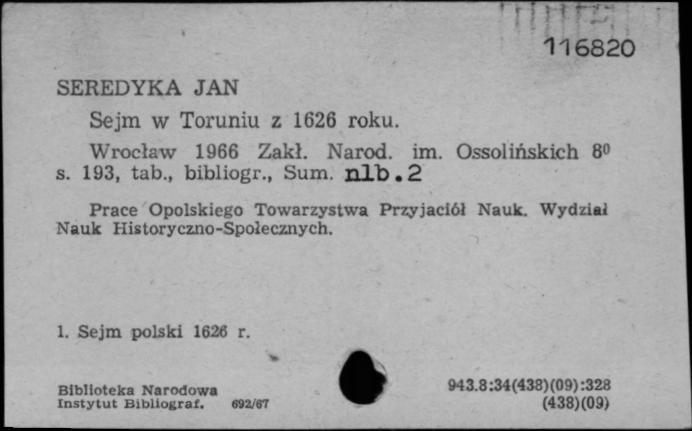 116820
SEREDYKA JAN
Sejm w Toruniu z 1626 roku.
Wrocław 1966 Zakł. Narod. im. Ossolińskich 8⁰
s. 193, tab., bibliogr., Sum. nlb.2
Prace Opolskiego Towarzystwa Przyjaciół Nauk. Wydział
Nauk Historyczno-Społecznych.
1. Sejm polski 1626 r.
Biblioteka Narodowa
Instytut Bibliograf. 692/67
943.8:34(438)(09):328
(438)(09)